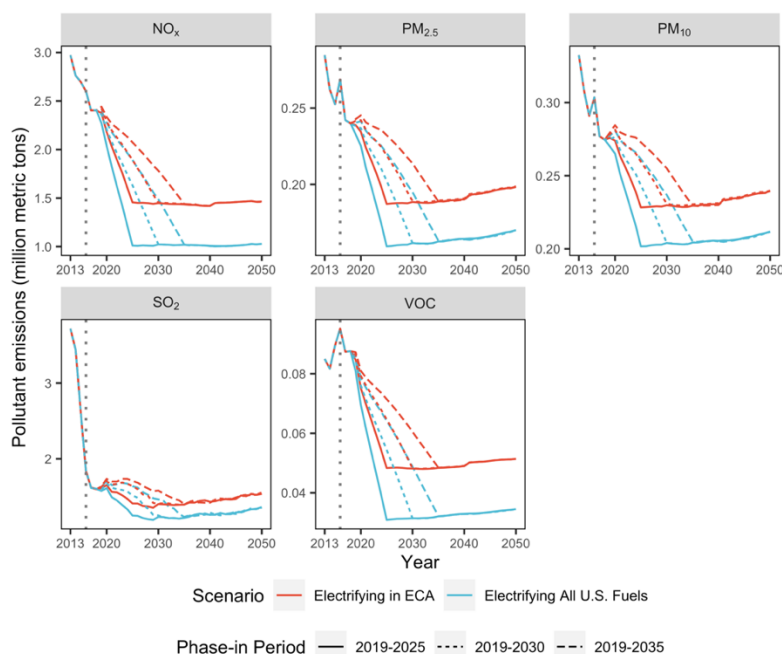 NOx PM2.5 PM10
Pollutant emissions (million metric tons)
3.0
2.5
2.0
1.5
1.0
2013 2020 2030 2040 2050
0.25
0.20
2013 2020 2030 2040 2050
0.30
0.25
0.20
2013 2020 2030 2040 2050
SO2 VOC
3
2
2013 2020 2030 2040 2050
0.08
0.06
0.04
2013 2020 2030 2040 2050
Year
Scenario Electrifying in ECA Electrifying All U.S. Fuels
Phase-in Period 2019-2025 2019-2030 2019-2035